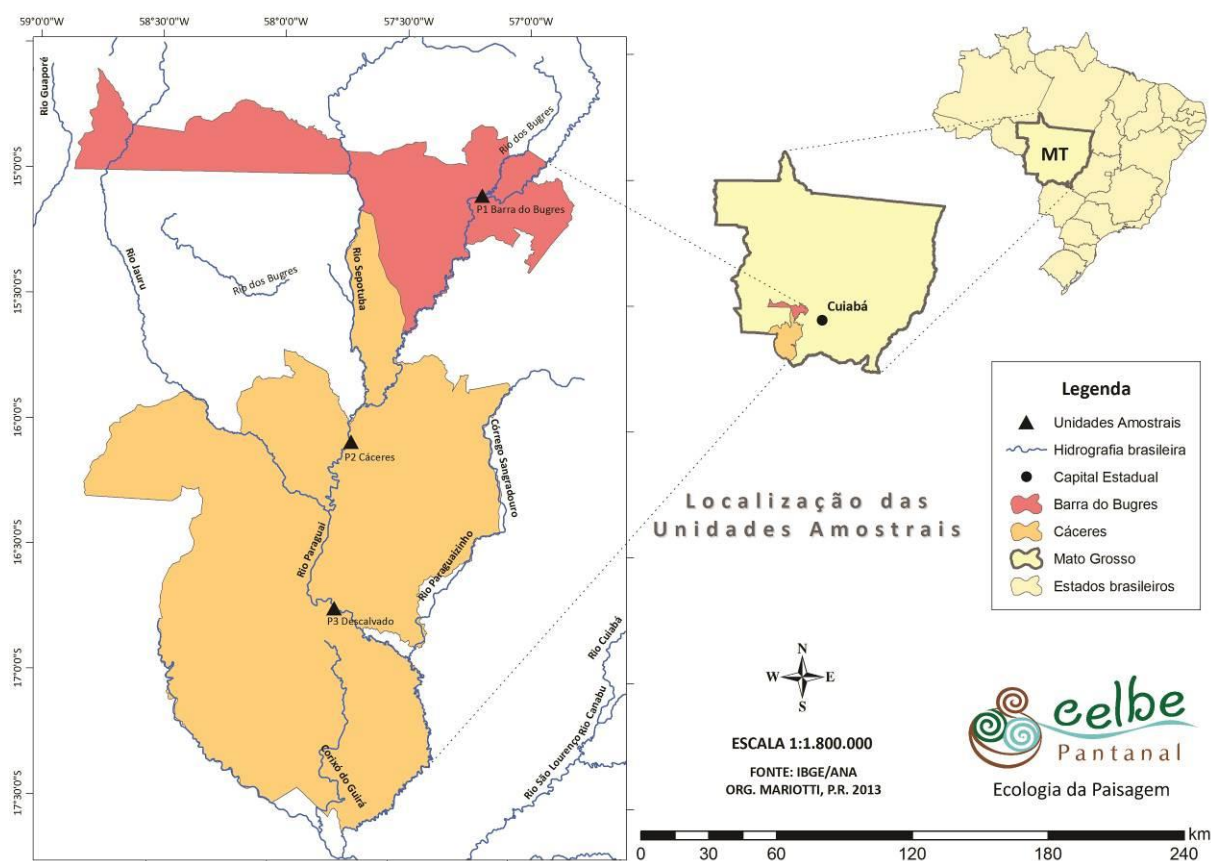 59°0'0"W
58°30'0"W
58°0'0"W
57°30'0"W
57°0'0"W
15°0'0"S
15°30'0"S
16°0'0"S
16°30'0"S
17°0'0"S
17°30'0"S
Rio Guaporé
Rio dos Bugres
P1 Barra do Bugres
Rio Jauru
Rio dos Bugres
Rio Sepotuba
Córrego Sangradouro
P2 Cáceres
Rio Paraguai
Rio Paraguaizinho
P3 Descalvado
Corixó do Guirá
Rio Cuiabá
Rio Canabu
Rio São Lourenço
MT
Cuiabá
Localização das
Unidades Amostrais
Legenda
Unidades Amostrais
Hidrografia brasileira
Capital Estadual
Barra do Bugres
Cáceres
Mato Grosso
Estados brasileiros
N
W E
S
ESCALA 1:1.800.000
FONTE: IBGE/ANA
ORG. MARIOTTI, P.R. 2013
celbe
Pantanal
Ecologia da Paisagem
km
0 30 60 120 180 240